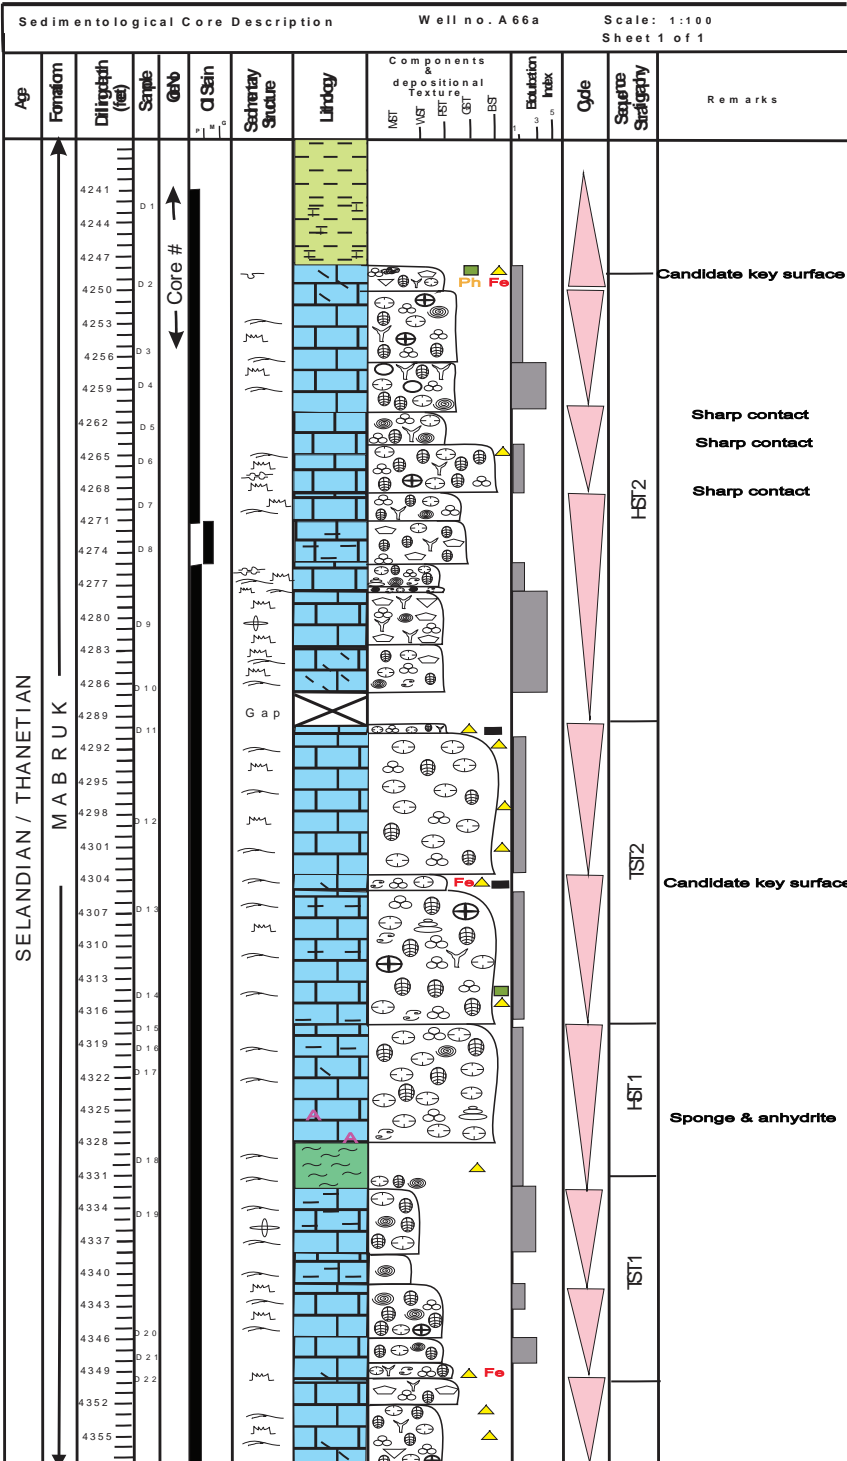 Sedimentological Core Description Well no. A66a Scale: 1:100
Sheet 1 of 1
Age
Formation
Drilling depth (feet)
Sample
Core No
Oil Stain
P M G
Sedimentary Structure
Lithology
Components & depositional Texture
MST WST RST GST BST
Bioturbation Index
1 3 5
Cycle
Sequence Stratigraphy
Remarks
SELANDIAN / THANETIAN
MABRUK
Core #
4241
D1
4244
4247
Candidate key surface
D2
Ph Fe
4250
4253
D3
4256
D4
4259
Sharp contact
4262
D5
Sharp contact
4265
D6
4268
Sharp contact
HST2
D7
4271
4274
D8
4277
4280
D9
4283
4286
D10
Gap
4289
D11
4292
4295
4298
D12
4301
TST2
4304
Fe
Candidate key surface
4307
D13
4310
4313
D14
4316
D15
4319
D16
D17
4322
HST1
4325
A
Sponge & anhydrite
4328
A
D18
4331
4334
D19
4337
4340
TST1
4343
D20
4346
D21
4349
Fe
D22
4352
4355